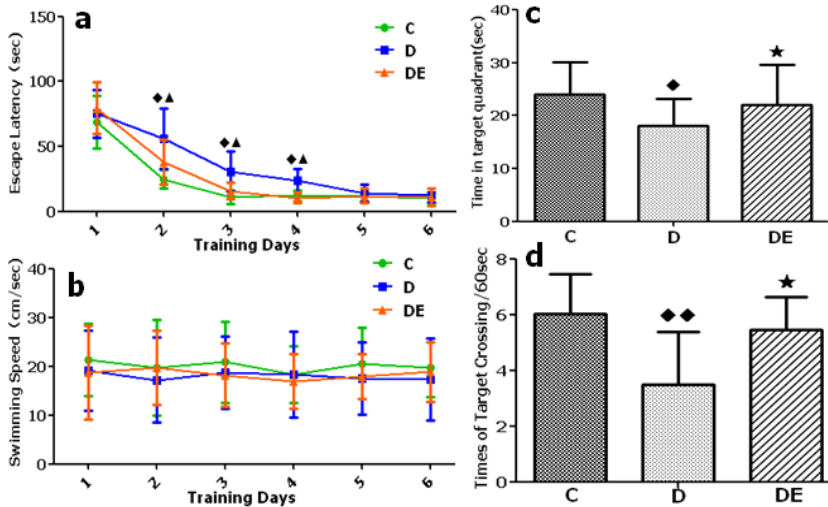 a
Escape Latency (sec)
150
100
50
0
C
D
DE
◆▲
◆▲
◆▲
1
2
3
4
5
6
Training Days
b
Swimming Speed (cm/sec)
40
30
20
10
0
C
D
DE
1
2
3
4
5
6
Training Days
c
Time in target quadrant(sec)
40
30
20
10
0
◆
★
C
D
DE
d
Times of Target Crossing/60sec
8
6
4
2
0
◆◆
★
C
D
DE